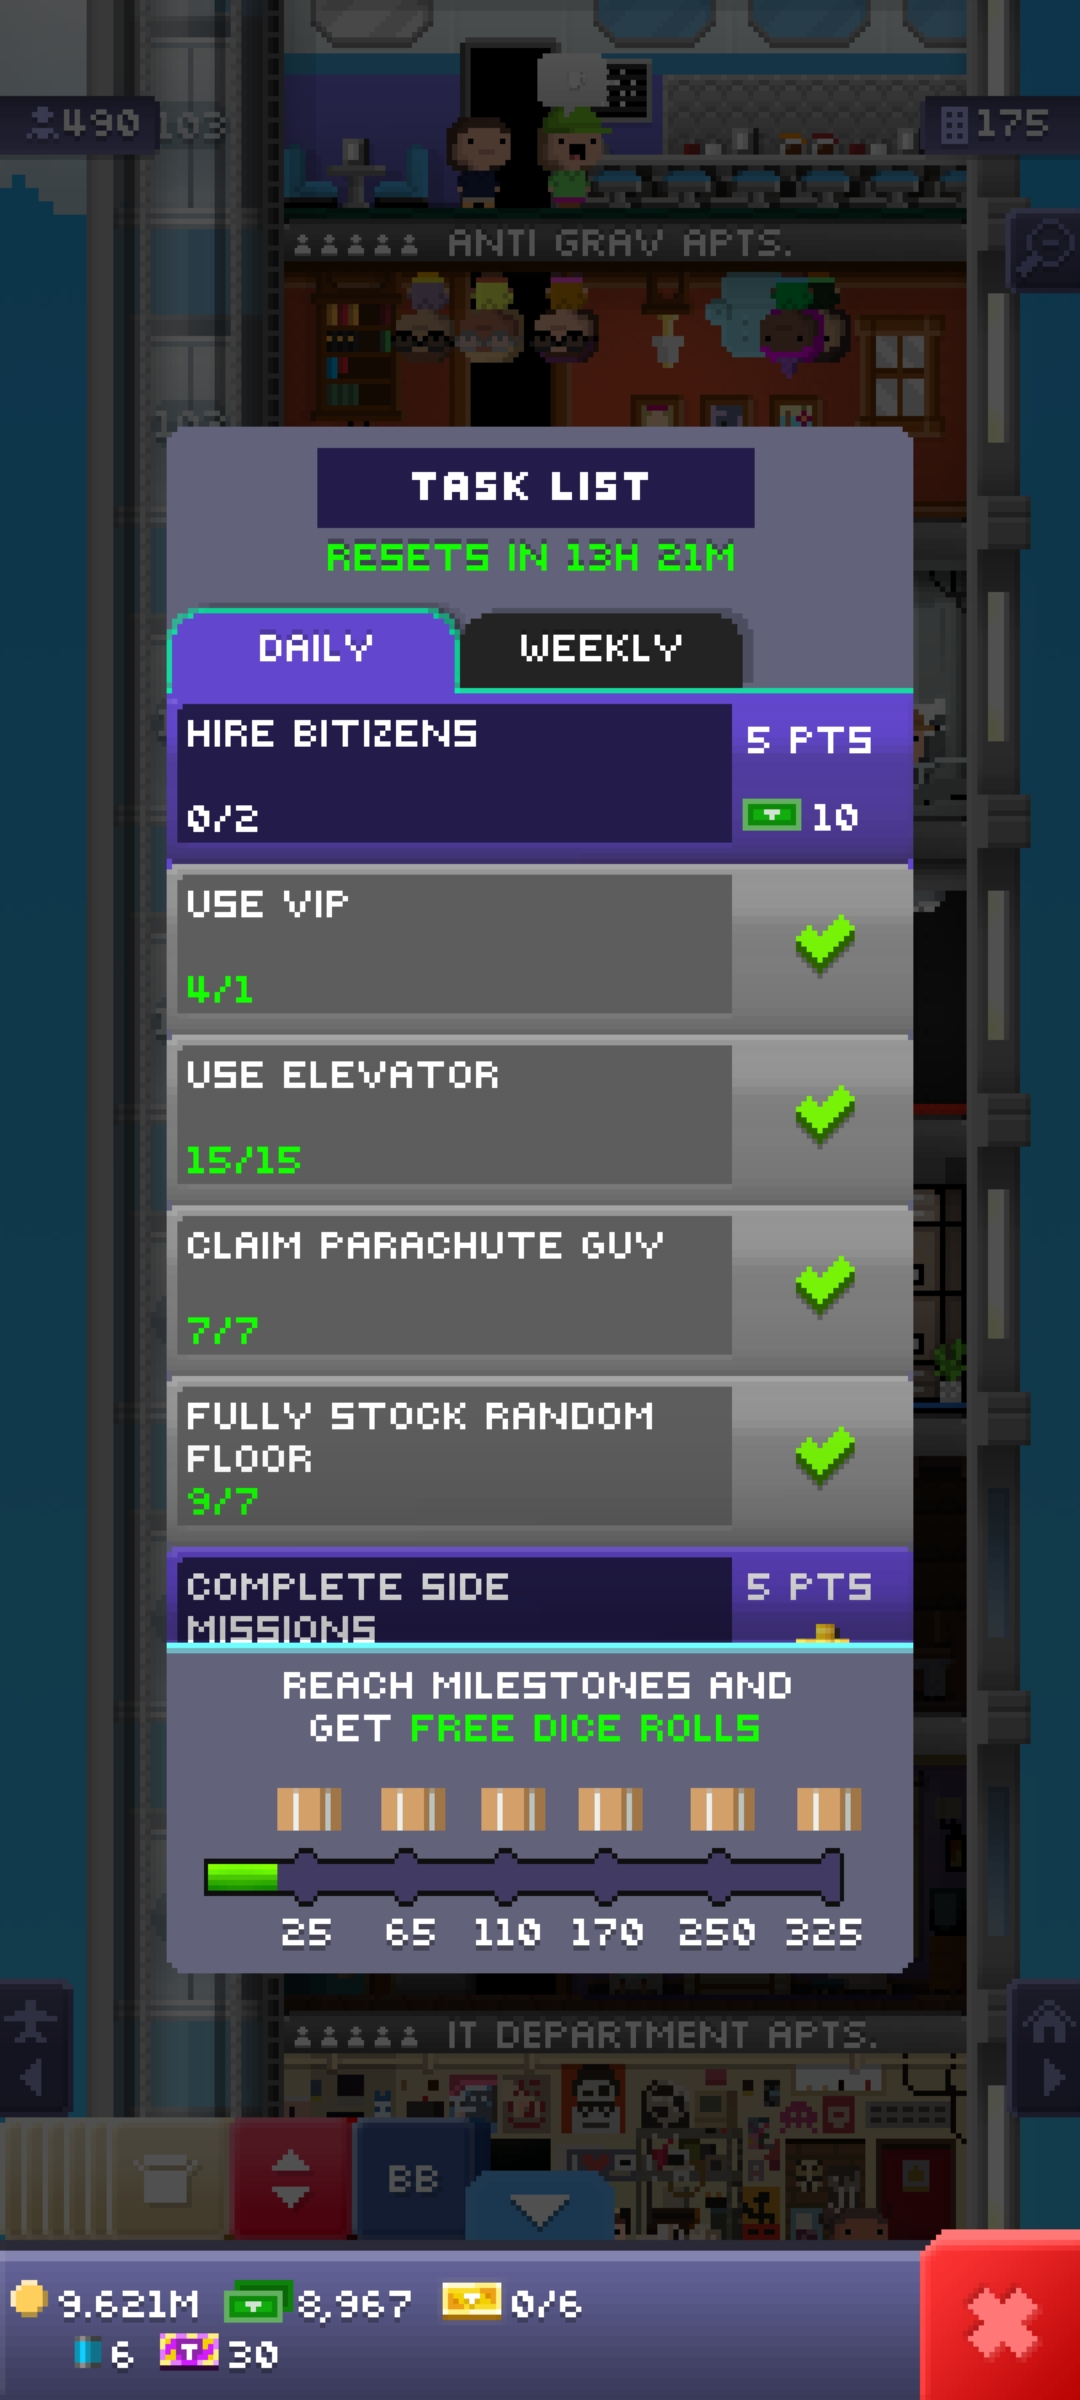 490
103
175
ANTI GRAV APTS.
TASK LIST
RESETS IN 13H 21M
DAILY
WEEKLY
HIRE BITIZENS
5 PTS
0/2
10
USE VIP
4/1
USE ELEVATOR
15/15
CLAIM PARACHUTE GUY
7/7
FULLY STOCK RANDOM
FLOOR
9/7
COMPLETE SIDE
5 PTS
MISSIONS
REACH MILESTONES AND
GET FREE DICE ROLLS
25 65 110 170 250 325
IT DEPARTMENT APTS.
BB
9.621M 8,967 0/6
6 30